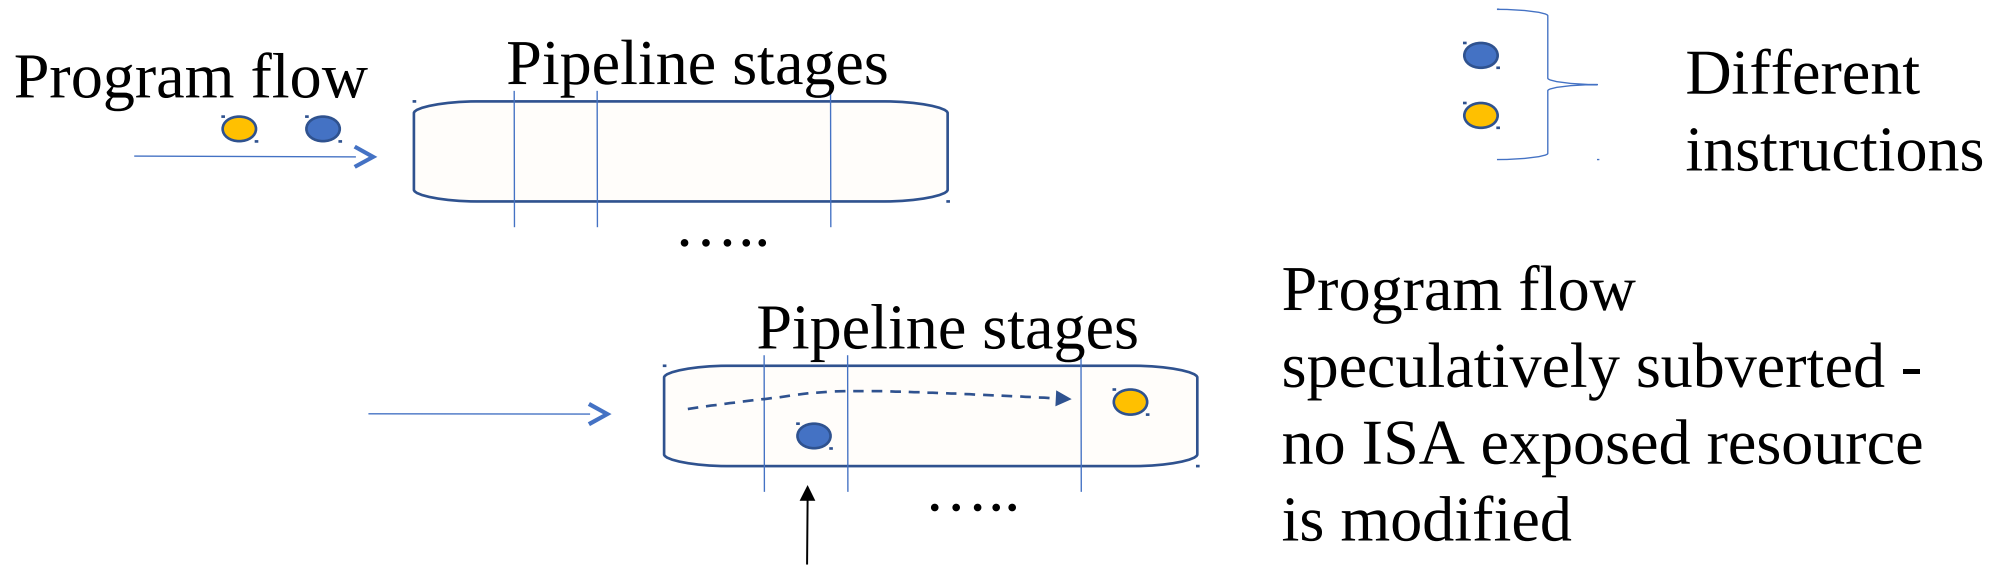 Program flow
Pipeline stages
Different
instructions
.....
Pipeline stages
.....
Program flow
speculatively subverted -
no ISA exposed resource
is modified